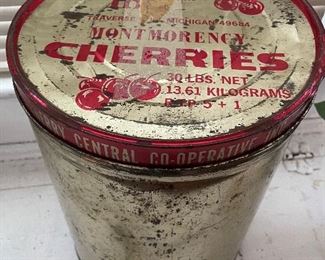 TRAVERSE MICHIGAN 49684
MONTMORENCY
CHERRIES
30 LBS. NET
13.61 KILOGRAMS
5 + 1
CENTRAL CO-OPERATIVE